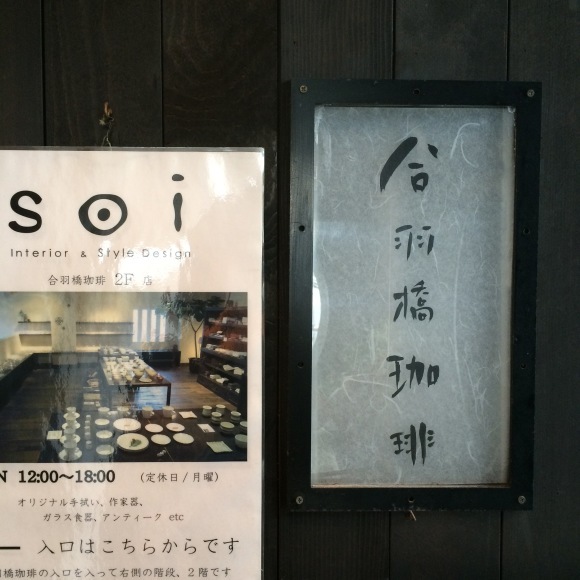 soi
Interior & Style Design
合羽橋珈琲 2F 店
N 12:00〜18:00 (定休日/月曜)
オリジナル手拭い、作家器、
ガラス食器、アンティーク etc
ー 入口はこちらからです
羽橋珈琲の入口を入って右側の階段、2階です
合羽橋珈琲